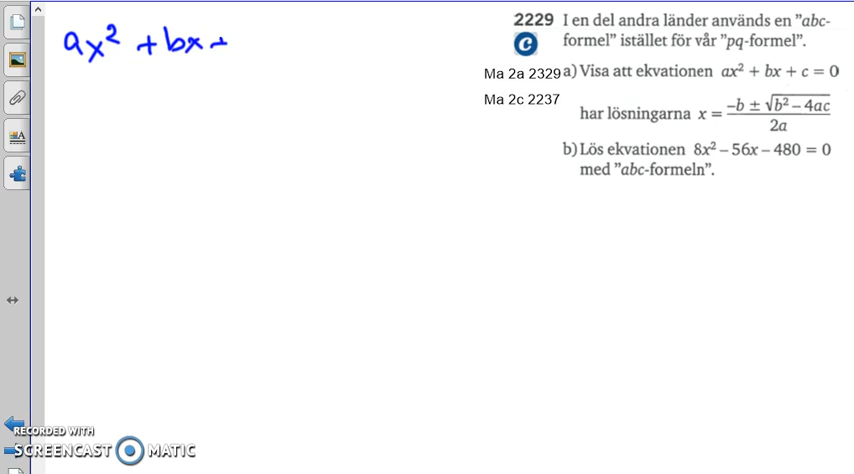 ax² + bx +
2229 I en del andra länder används en ”abc-
C formel” istället för vår ”pq-formel”.
Ma 2a 2329 a) Visa att ekvationen ax² + bx + c = 0
Ma 2c 2237
har lösningarna x = (−b ± √(b² − 4ac)) / 2a
b) Lös ekvationen 8x² − 56x − 480 = 0
med ”abc-formeln”.
RECORDED WITH
SCREENCAST MATIC